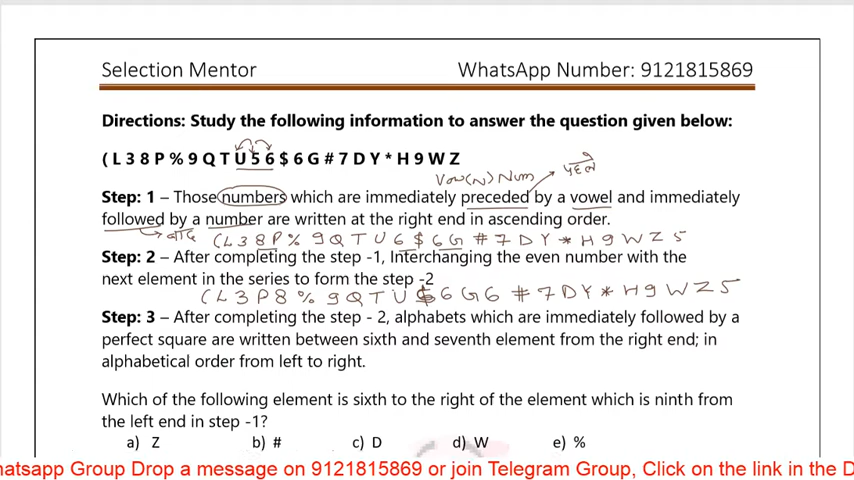 Selection Mentor WhatsApp Number: 9121815869
Directions: Study the following information to answer the question given below:
( L 3 8 P % 9 Q T U 5 6 $ 6 G # 7 D Y * H 9 W Z
Vow (N) Num पहले
Step: 1 – Those numbers which are immediately preceded by a vowel and immediately
followed by a number are written at the right end in ascending order.
बाद ( L 3 8 P % 9 Q T U 6 $ 6 G # 7 D Y * H 9 W Z 5
Step: 2 – After completing the step -1, Interchanging the even number with the
next element in the series to form the step -2
( L 3 P 8 % 9 Q T U $ 6 G 6 # 7 D Y * H 9 W Z 5
Step: 3 – After completing the step - 2, alphabets which are immediately followed by a
perfect square are written between sixth and seventh element from the right end; in
alphabetical order from left to right.
Which of the following element is sixth to the right of the element which is ninth from
the left end in step -1?
a) Z b) # c) D d) W e) %
hatsapp Group Drop a message on 9121815869 or join Telegram Group, Click on the link in the D